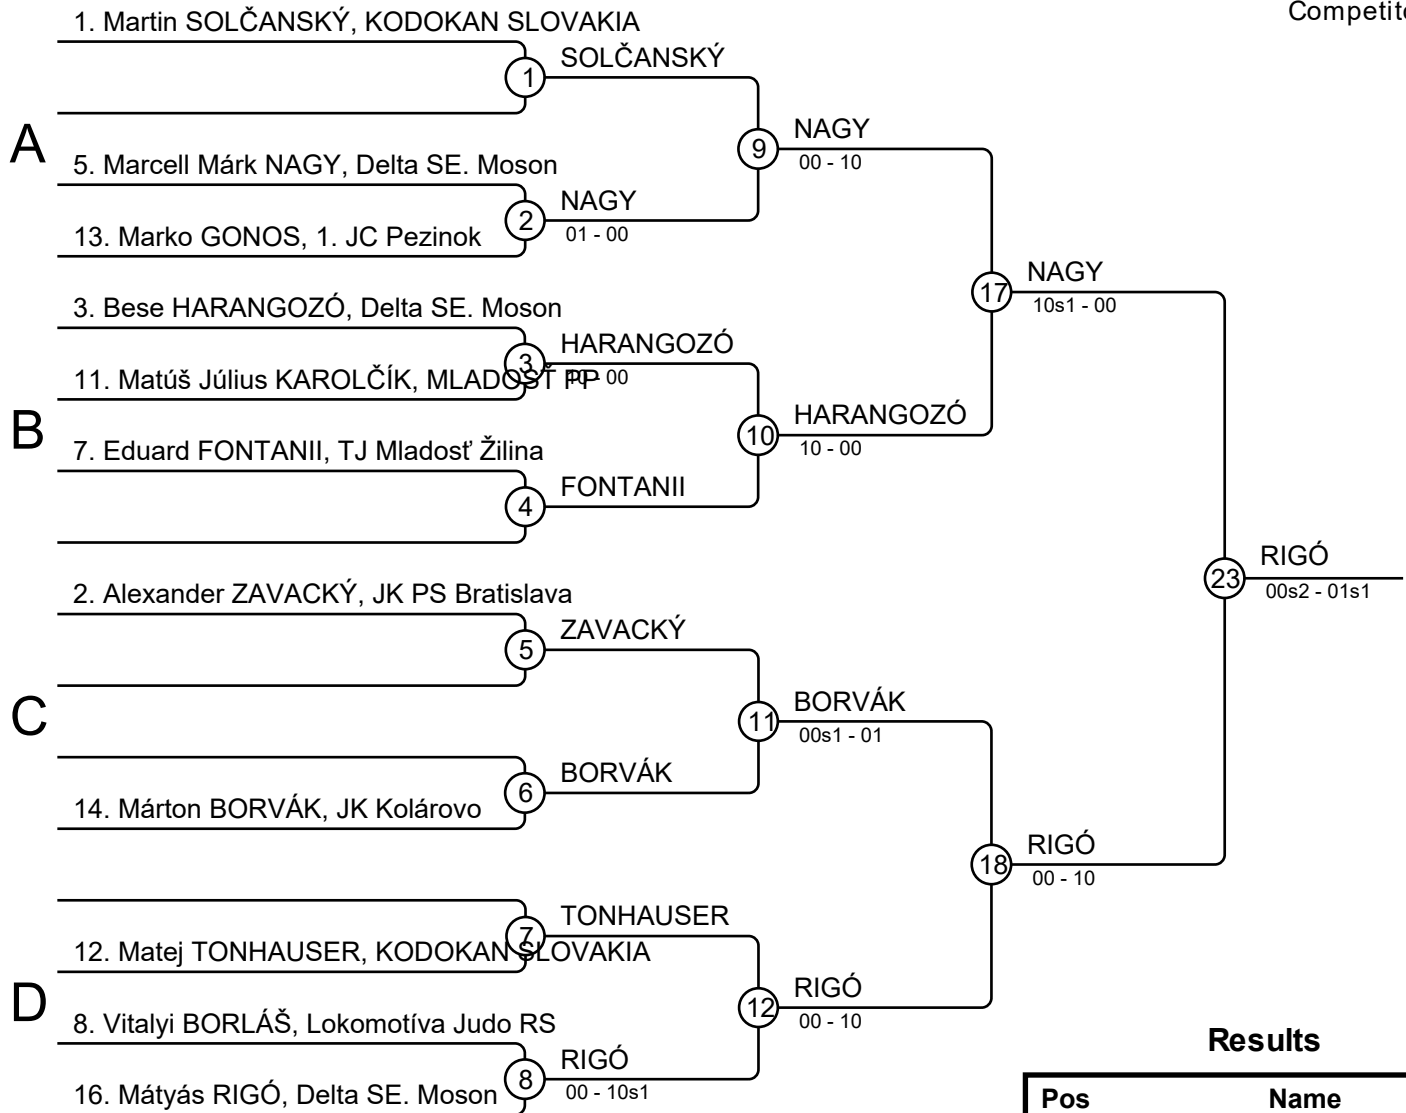 Competit
1. Martin SOLČANSKÝ, KODOKAN SLOVAKIA
1
SOLČANSKÝ
A
9
NAGY
00 - 10
5. Marcell Márk NAGY, Delta SE. Moson
2
NAGY
01 - 00
13. Marko GONOS, 1. JC Pezinok
17
NAGY
10s1 - 00
3. Bese HARANGOZÓ, Delta SE. Moson
3
HARANGOZÓ
10 - 00
11. Matúš Július KAROLČÍK, MLADOSŤ PP
B
10
HARANGOZÓ
10 - 00
7. Eduard FONTANII, TJ Mladosť Žilina
4
FONTANII
23
RIGÓ
00s2 - 01s1
2. Alexander ZAVACKÝ, JK PS Bratislava
5
ZAVACKÝ
C
11
BORVÁK
00s1 - 01
6
BORVÁK
14. Márton BORVÁK, JK Kolárovo
18
RIGÓ
00 - 10
7
TONHAUSER
12. Matej TONHAUSER, KODOKAN SLOVAKIA
D
12
RIGÓ
00 - 10
8. Vitalyi BORLÁŠ, Lokomotíva Judo RS
8
RIGÓ
00 - 10s1
16. Mátyás RIGÓ, Delta SE. Moson
Results
Pos Name